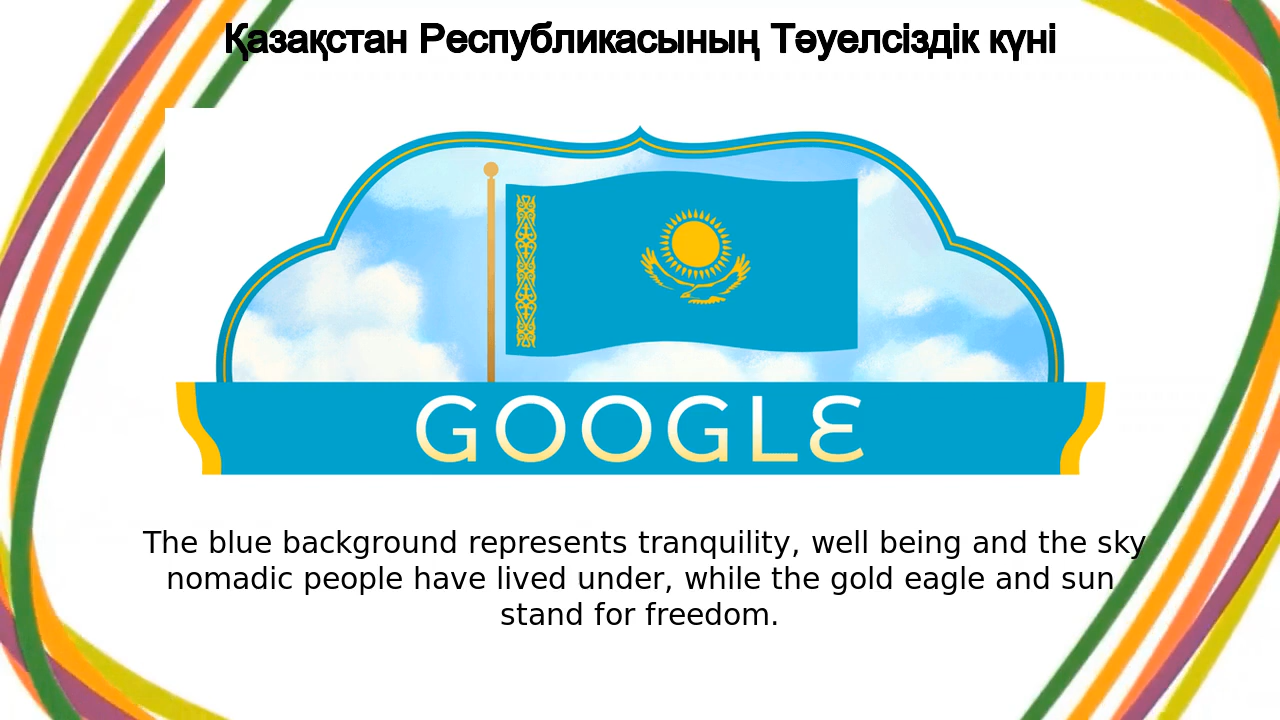 Қазақстан Республикасының Тәуелсіздік күні
GOOGLE
The blue background represents tranquility, well being and the sky
nomadic people have lived under, while the gold eagle and sun
stand for freedom.